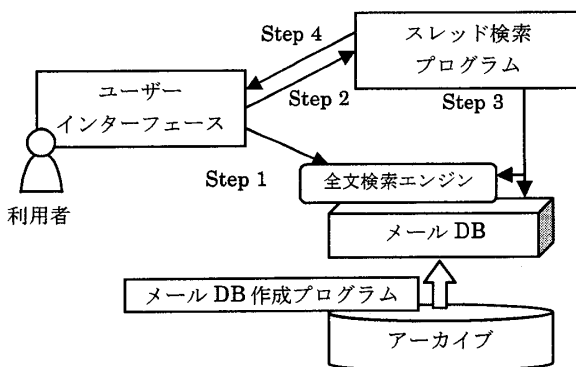 Step 4
スレッド検索
プログラム
ユーザー
インターフェース
Step 2
Step 3
Step 1
全文検索エンジン
利用者
メール DB
メール DB 作成プログラム
アーカイブ